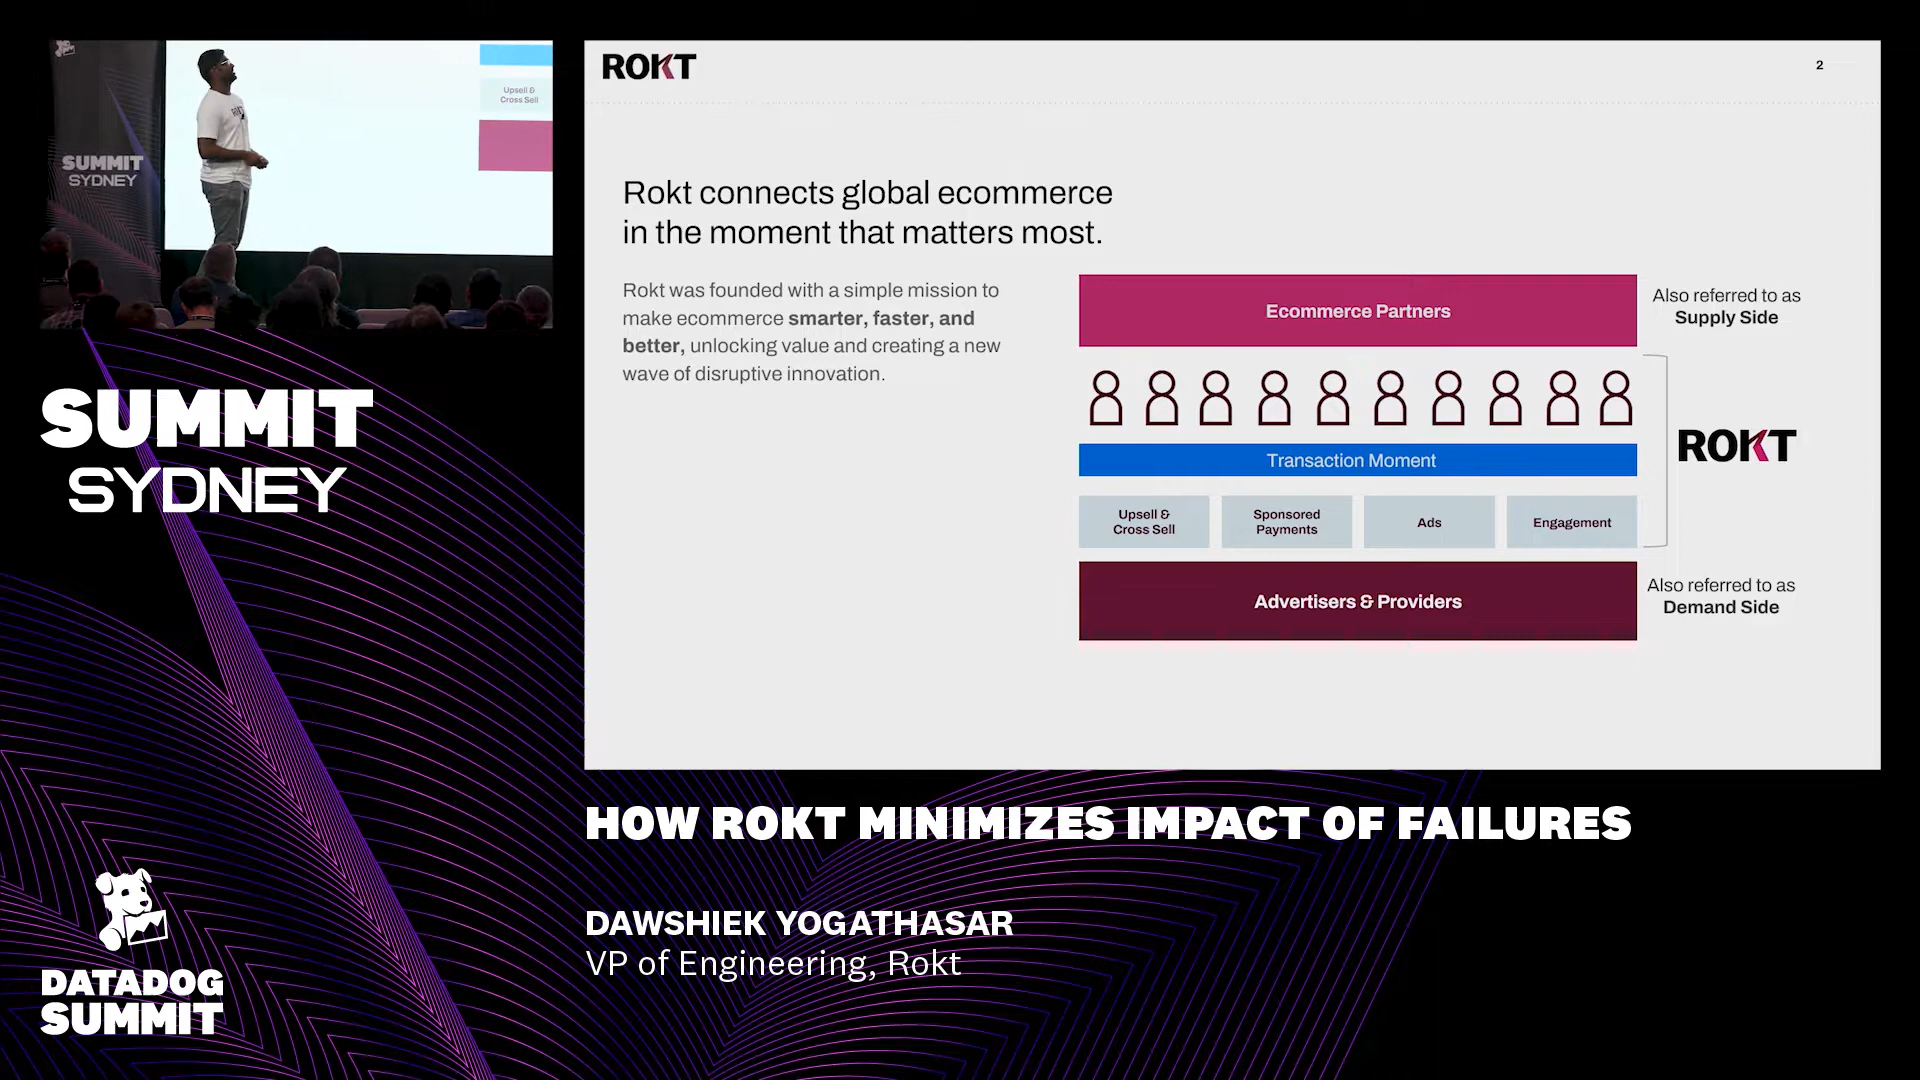 Upsell &
Cross Sell
SUMMIT
SYDNEY
SUMMIT
SYDNEY
DATADOG
SUMMIT
ROKT
2
Rokt connects global ecommerce
in the moment that matters most.
Rokt was founded with a simple mission to
make ecommerce smarter, faster, and
better, unlocking value and creating a new
wave of disruptive innovation.
Ecommerce Partners
Also referred to as
Supply Side
Transaction Moment
ROKT
Upsell &
Cross Sell
Sponsored
Payments
Ads
Engagement
Advertisers & Providers
Also referred to as
Demand Side
HOW ROKT MINIMIZES IMPACT OF FAILURES
DAWSHIEK YOGATHASAR
VP of Engineering, Rokt